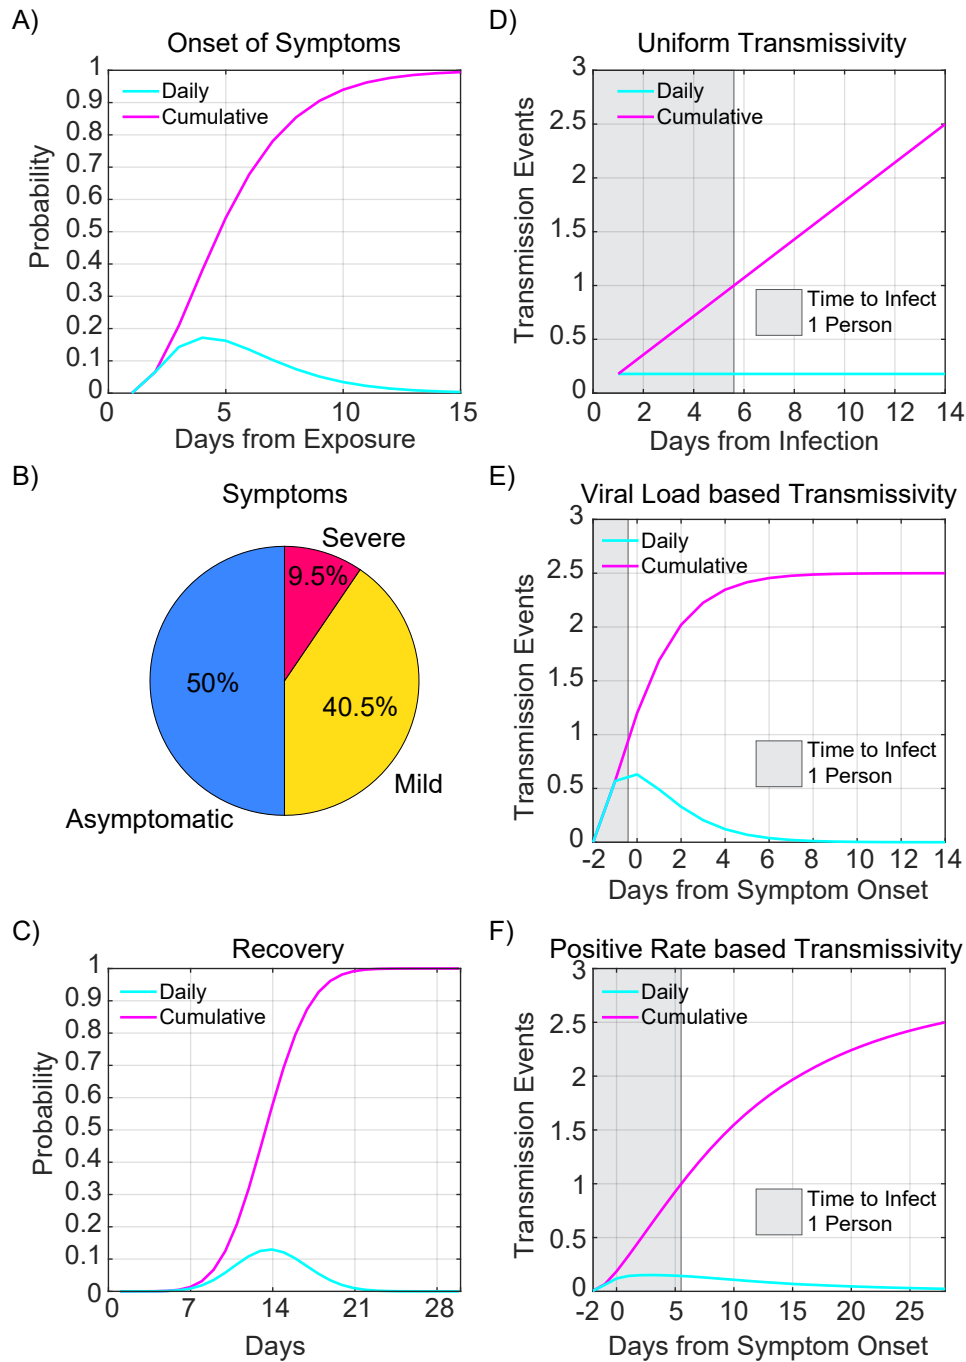 A)
Onset of Symptoms
1
0.9
0.8
0.7
0.6
0.5
0.4
0.3
0.2
0.1
0
Probability
Daily
Cumulative
0 5 10 15
Days from Exposure
B)
Symptoms
Severe
9.5%
50%
40.5%
Mild
Asymptomatic
C)
Recovery
1
0.9
0.8
0.7
0.6
0.5
0.4
0.3
0.2
0.1
0
Probability
Daily
Cumulative
0 7 14 21 28
Days
D)
Uniform Transmissivity
3
2.5
2
1.5
1
0.5
0
Transmission Events
Daily
Cumulative
Time to Infect
1 Person
0 2 4 6 8 10 12 14
Days from Infection
E)
Viral Load based Transmissivity
3
2.5
2
1.5
1
0.5
0
Transmission Events
Daily
Cumulative
Time to Infect
1 Person
-2 0 2 4 6 8 10 12 14
Days from Symptom Onset
F)
Positive Rate based Transmissivity
3
2.5
2
1.5
1
0.5
0
Transmission Events
Daily
Cumulative
Time to Infect
1 Person
-2 0 5 10 15 20 25
Days from Symptom Onset